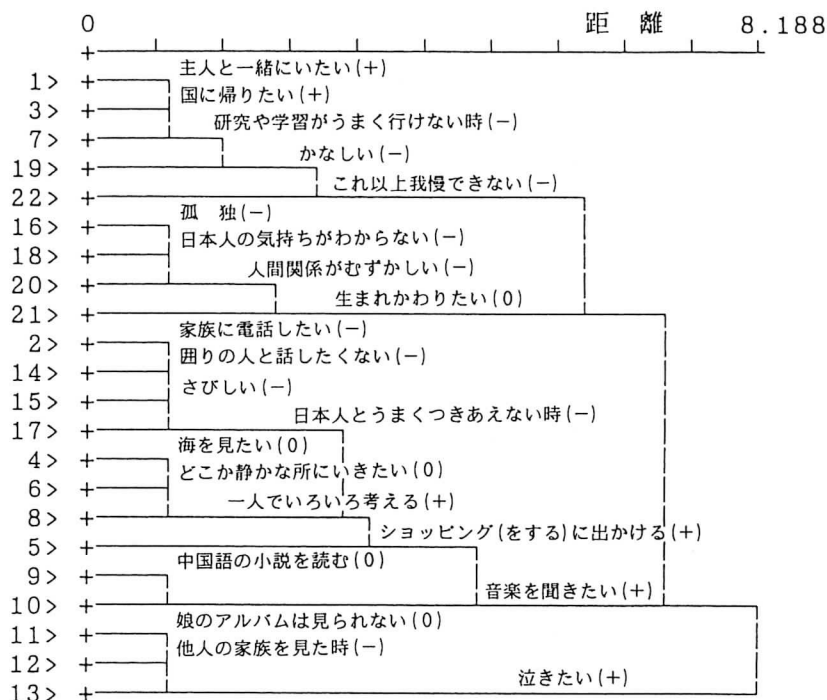 0 距 離 8.188
主人と一緒にいたい(+)
1>
国に帰りたい(+)
3>
研究や学習がうまく行けない時(−)
7>
かなしい(−)
19>
これ以上我慢できない(−)
22>
孤 独(−)
16>
日本人の気持ちがわからない(−)
18>
人間関係がむずかしい(−)
20>
生まれかわりたい(0)
21>
家族に電話したい(−)
2>
囲りの人と話したくない(−)
14>
さびしい(−)
15>
日本人とうまくつきあえない時(−)
17>
海を見たい(0)
4>
どこか静かな所にいきたい(0)
6>
一人でいろいろ考える(+)
8>
ショッピング(をする)に出かける(+)
5>
中国語の小説を読む(0)
9>
音楽を聞きたい(+)
10>
娘のアルバムは見られない(0)
11>
他人の家族を見た時(−)
12>
泣きたい(+)
13>